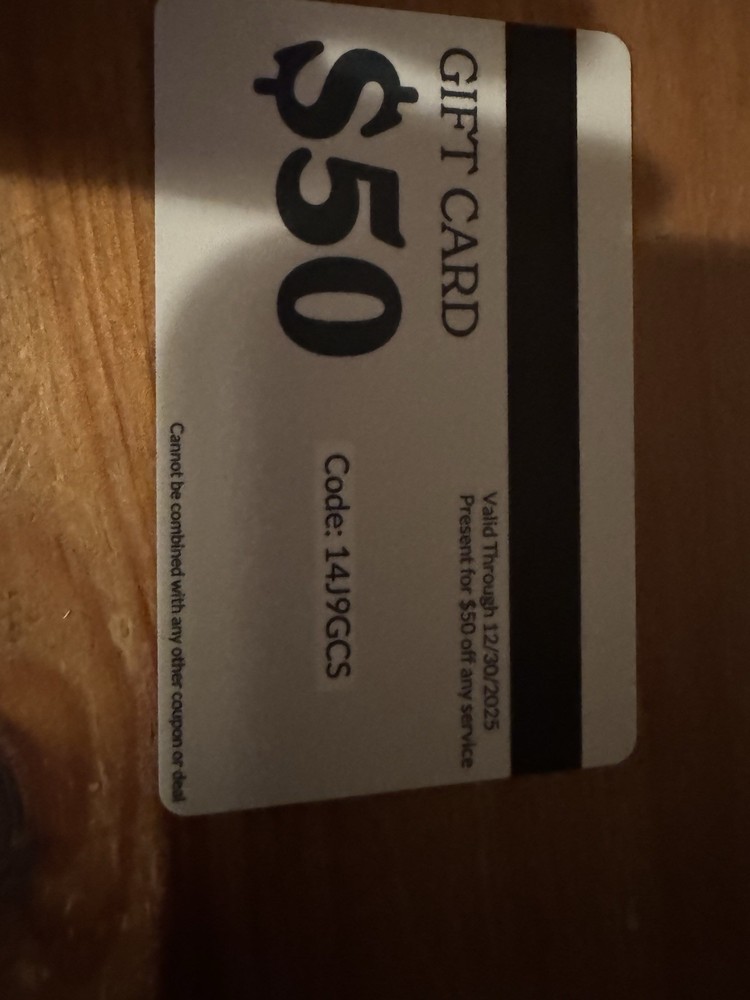 GIFT CARD
$50
Valid Through 12/30/2025
Present for $50 off any service
Code: 14J9GCS
Cannot be combined with any other coupon or deal